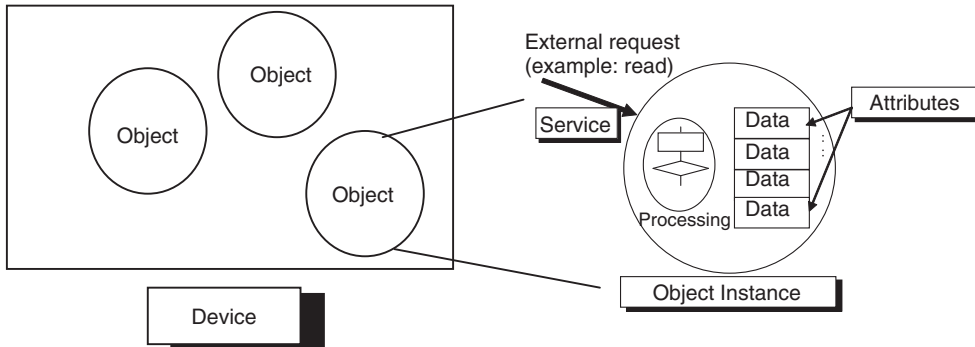 Object
Object
Object
Device
External request
(example: read)
Service
Attributes
Data
Data
Data
Data
Processing
Object Instance